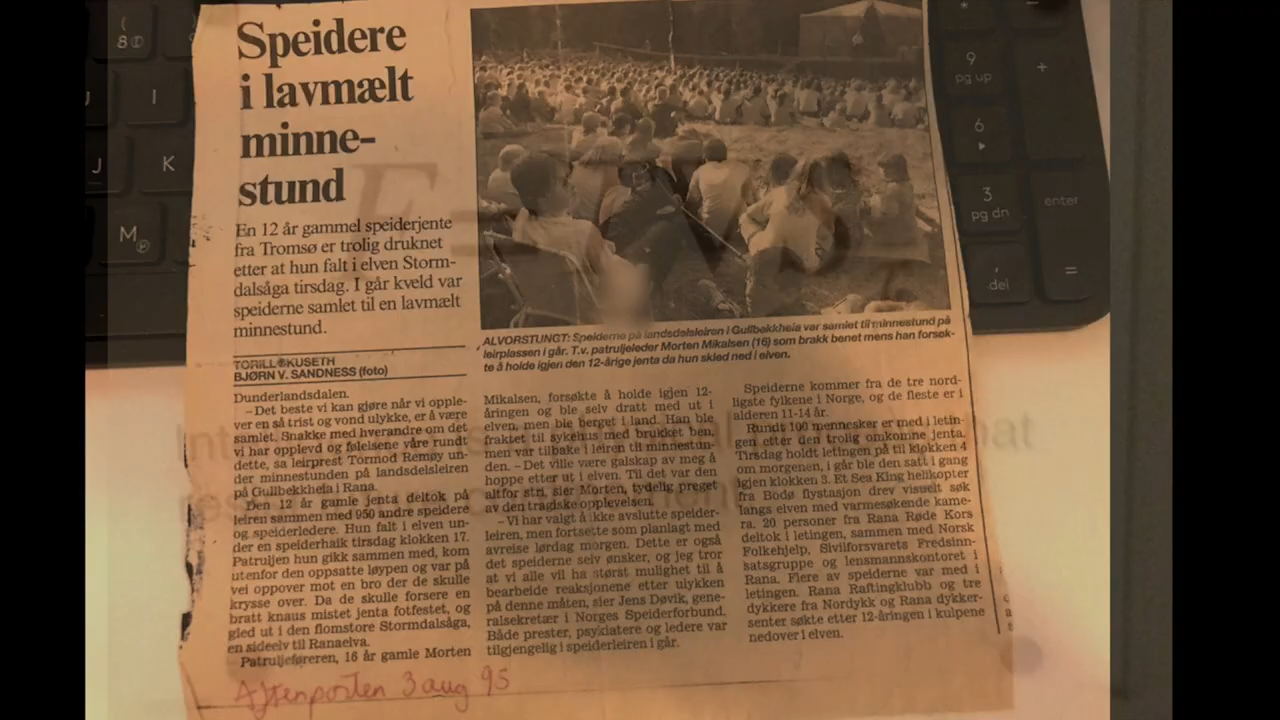 Speidere
i lavmælt
minne-
stund
En 12 år gammel speiderjente
fra Tromsø er trolig druknet
etter at hun falt i elven Storm-
dalsåga tirsdag. I går kveld var
speiderne samlet til en lavmælt
minnestund.
TORILL KUSETH
BJØRN V. SANDNESS (foto)
Dunderlandsdalen.
– Det beste vi kan gjøre når vi opple-
ver en så trist og vond ulykke, er å være
samlet. Snakke med hverandre om det
vi har opplevd og følelsene våre rundt
dette, sa leirprest Tormod Remøy un-
der minnestunden på landsdelsleiren
på Gullbekkheia i Rana.
Den 12 år gamle jenta deltok på
leiren sammen med 950 andre speidere
og speiderledere. Hun falt i elven un-
der en speiderhaik tirsdag klokken 17.
Patruljen hun gikk sammen med, kom
utenfor den oppsatte løypen og var på
vei oppover mot en bro der de skulle
krysse over. Da de skulle forsere en
bratt knaus mistet jenta fotfestet, og
gled ut i den flomstore Stormdalsåga,
en sideelv til Ranaelva.
Patruljeføreren, 16 år gamle Morten
ALVORSTUNGT: Speiderne på landsdelsleiren i Gullbekkheia var samlet til minnestund på
leirplassen i går. T.v. patruljeleder Morten Mikalsen (16) som brakk benet mens han forsøk-
te å holde igjen den 12-årige jenta da hun skled ned i elven.
Mikalsen, forsøkte å holde igjen 12-
åringen og ble selv dratt med ut i
elven, men ble berget i land. Han ble
fraktet til sykehus med brukket ben,
men var tilbake i leiren til minnestun-
den. – Det ville være galskap av meg å
hoppe etter ut i elven. Til det var den
altfor stri, sier Morten, tydelig preget
av den tragiske opplevelsen.
– Vi har valgt å ikke avslutte speider-
leiren, men fortsette som planlagt med
avreise lørdag morgen. Dette er også
det speiderne selv ønsker, og jeg tror
at vi alle vil ha størst mulighet til å
bearbeide reaksjonene etter ulykken
på denne måten, sier Jens Døvik, gene-
ralsekretær i Norges Speiderforbund.
Både prester, psykiatere og ledere var
tilgjengelig i speiderleiren i går.
Speiderne kommer fra de tre nord-
ligste fylkene i Norge, og de fleste er i
alderen 11-14 år.
Rundt 100 mennesker er med i letin-
gen etter den trolig omkomne jenta.
Tirsdag holdt letingen på til klokken 4
om morgenen, i går ble den satt i gang
igjen klokken 3. Et Sea King helikopter
fra Bodø flystasjon drev visuelt søk
langs elven med varmesøkende kame-
ra. 20 personer fra Rana Røde Kors
deltok i letingen, sammen med Norsk
Folkehjelp, Sivilforsvarets Fredsinn-
satsgruppe og lensmannskontoret i
Rana. Flere av speiderne var med i
letingen. Rana Raftingklubb og tre
dykkere fra Nordykk og Rana dykker-
senter søkte etter 12-åringen i kulpene
nedover i elven.
Aftenposten 3 aug 95
8
I
J
K
M
9
pg up
+
6
3
pg dn
enter
del
=